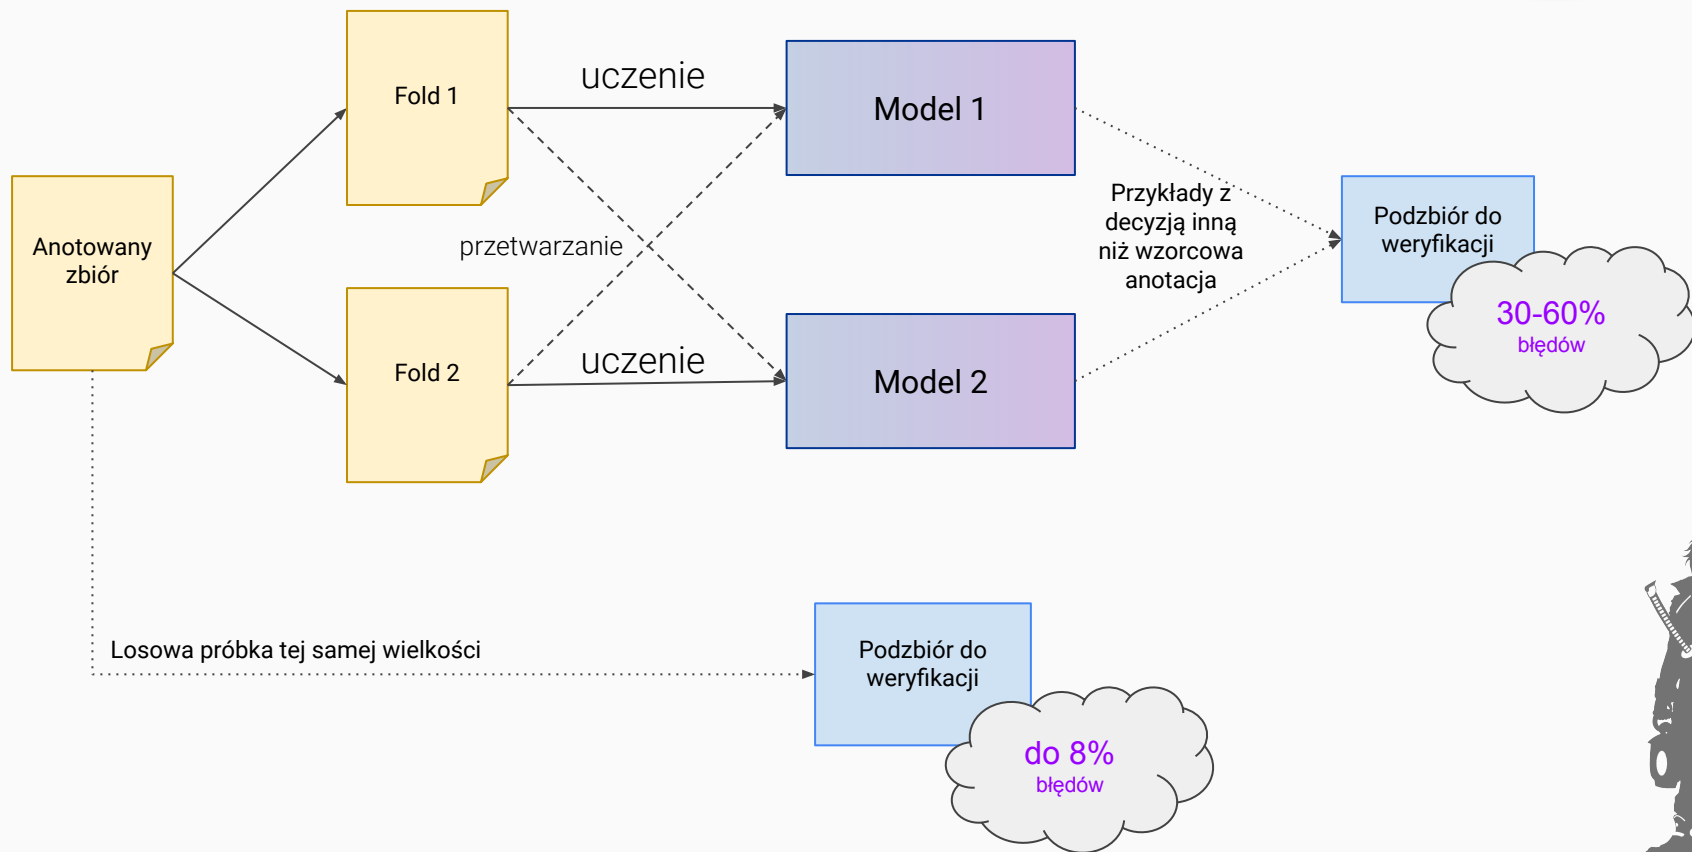 Anotowany
zbiór
Fold 1
Fold 2
uczenie
przetwarzanie
uczenie
Model 1
Model 2
Przykłady z
decyzją inną
niż wzorcowa
anotacja
Podzbiór do
weryfikacji
30-60%
błędów
Losowa próbka tej samej wielkości
Podzbiór do
weryfikacji
do 8%
błędów